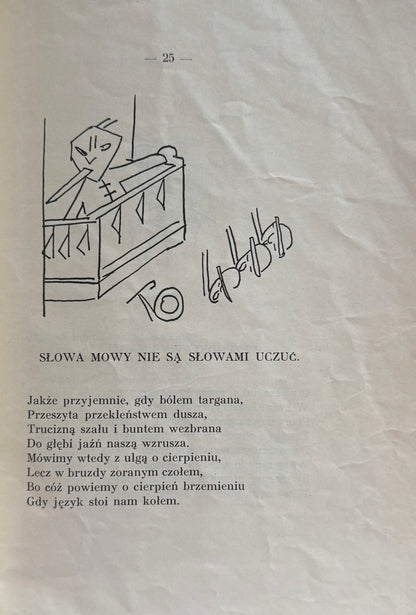 — 25 —
SŁOWA MOWY NIE SĄ SŁOWAMI UCZUĆ.
Jakże przyjemnie, gdy bólem targana,
Przeszyta przekleństwem dusza,
Trucizną szału i buntem wezbrana
Do głębi jaźń naszą wzrusza.
Mówimy wtedy z ulgą o cierpieniu,
Lecz w bruzdy zoranym czołem,
Bo cóż powiemy o cierpień brzemieniu
Gdy język stoi nam kołem.